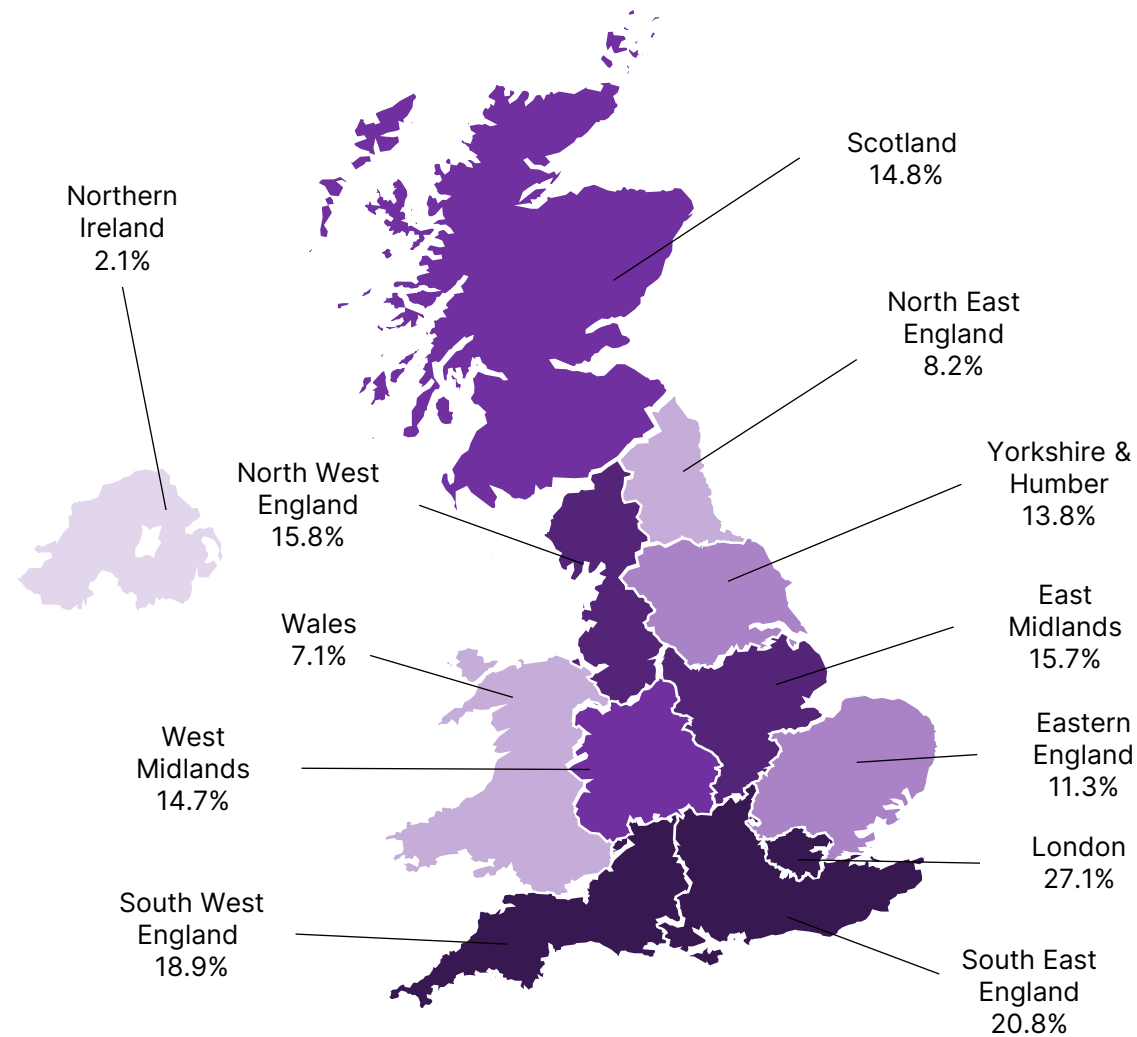 Scotland
14.8%
Northern
Ireland
2.1%
North East
England
8.2%
Yorkshire &
Humber
13.8%
North West
England
15.8%
East
Midlands
15.7%
Wales
7.1%
Eastern
England
11.3%
West
Midlands
14.7%
London
27.1%
South West
England
18.9%
South East
England
20.8%